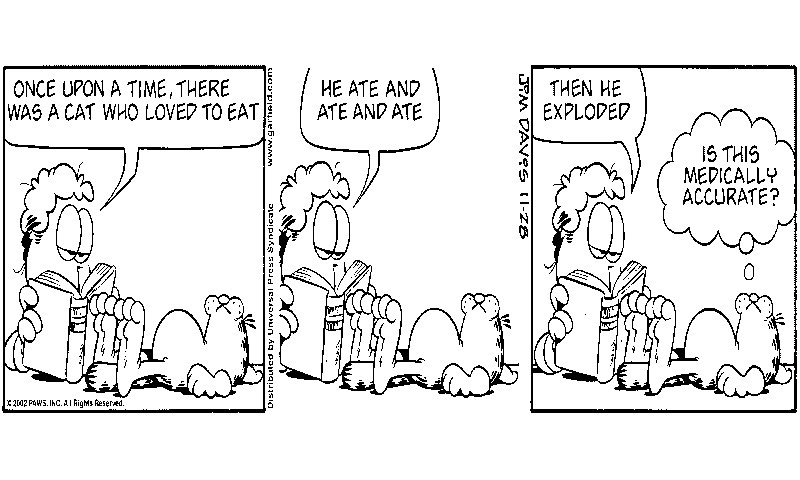 ONCE UPON A TIME, THERE
WAS A CAT WHO LOVED TO EAT
© 2002 PAWS, INC. All Rights Reserved.
www.garfield.com
Distributed by Universal Press Syndicate
HE ATE AND
ATE AND ATE
JIM DAVIS 11-28
THEN HE
EXPLODED
IS THIS
MEDICALLY
ACCURATE?